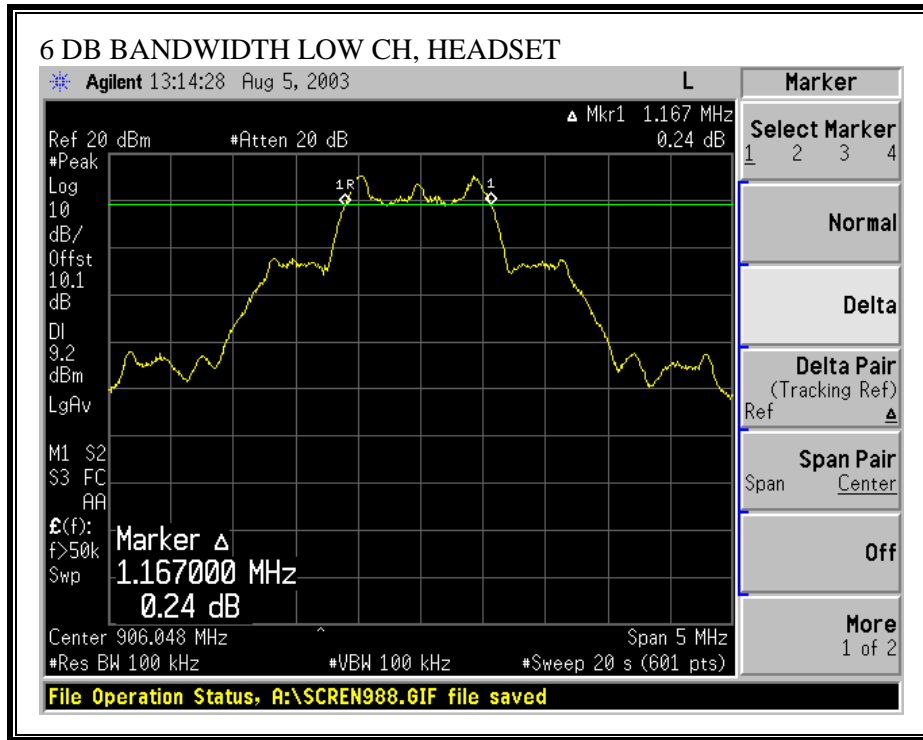 6 DB BANDWIDTH LOW CH, HEADSET
Agilent 13:14:28 Aug 5, 2003 L
Δ Mkr1 1.167 MHz
Ref 20 dBm #Atten 20 dB 0.24 dB
#Peak
Log
10
dB/
Offst
10.1
dB
DI
9.2
dBm
LgAv
M1 S2
S3 FC
AA
£(f):
f>50k
Swp
1R
1
Marker Δ
1.167000 MHz
0.24 dB
Center 906.048 MHz ^ Span 5 MHz
#Res BW 100 kHz #VBW 100 kHz #Sweep 20 s (601 pts)
File Operation Status, A:\SCREN988.GIF file saved
Marker
Select Marker
1 2 3 4
Normal
Delta
Delta Pair
(Tracking Ref)
Ref Δ
Span Pair
Span Center
Off
More
1 of 2